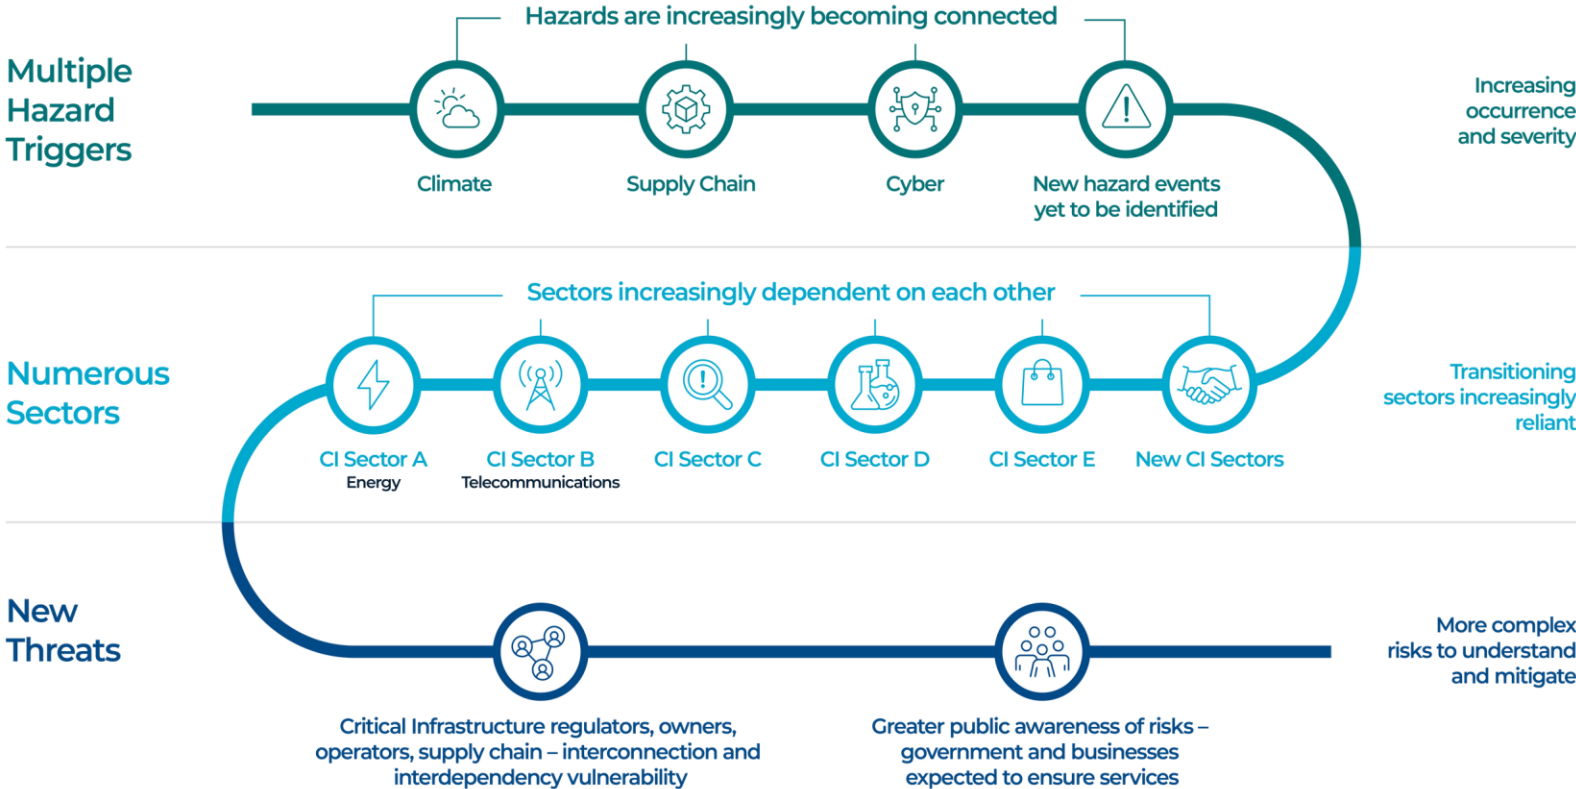 Hazards are increasingly becoming connected
Multiple
Hazard
Triggers
Climate
Supply Chain
Cyber
New hazard events
yet to be identified
Increasing
occurrence
and severity
Sectors increasingly dependent on each other
Numerous
Sectors
CI Sector A
Energy
CI Sector B
Telecommunications
CI Sector C
CI Sector D
CI Sector E
New CI Sectors
Transitioning
sectors increasingly
reliant
New
Threats
Critical Infrastructure regulators, owners,
operators, supply chain – interconnection and
interdependency vulnerability
Greater public awareness of risks –
government and businesses
expected to ensure services
More complex
risks to understand
and mitigate